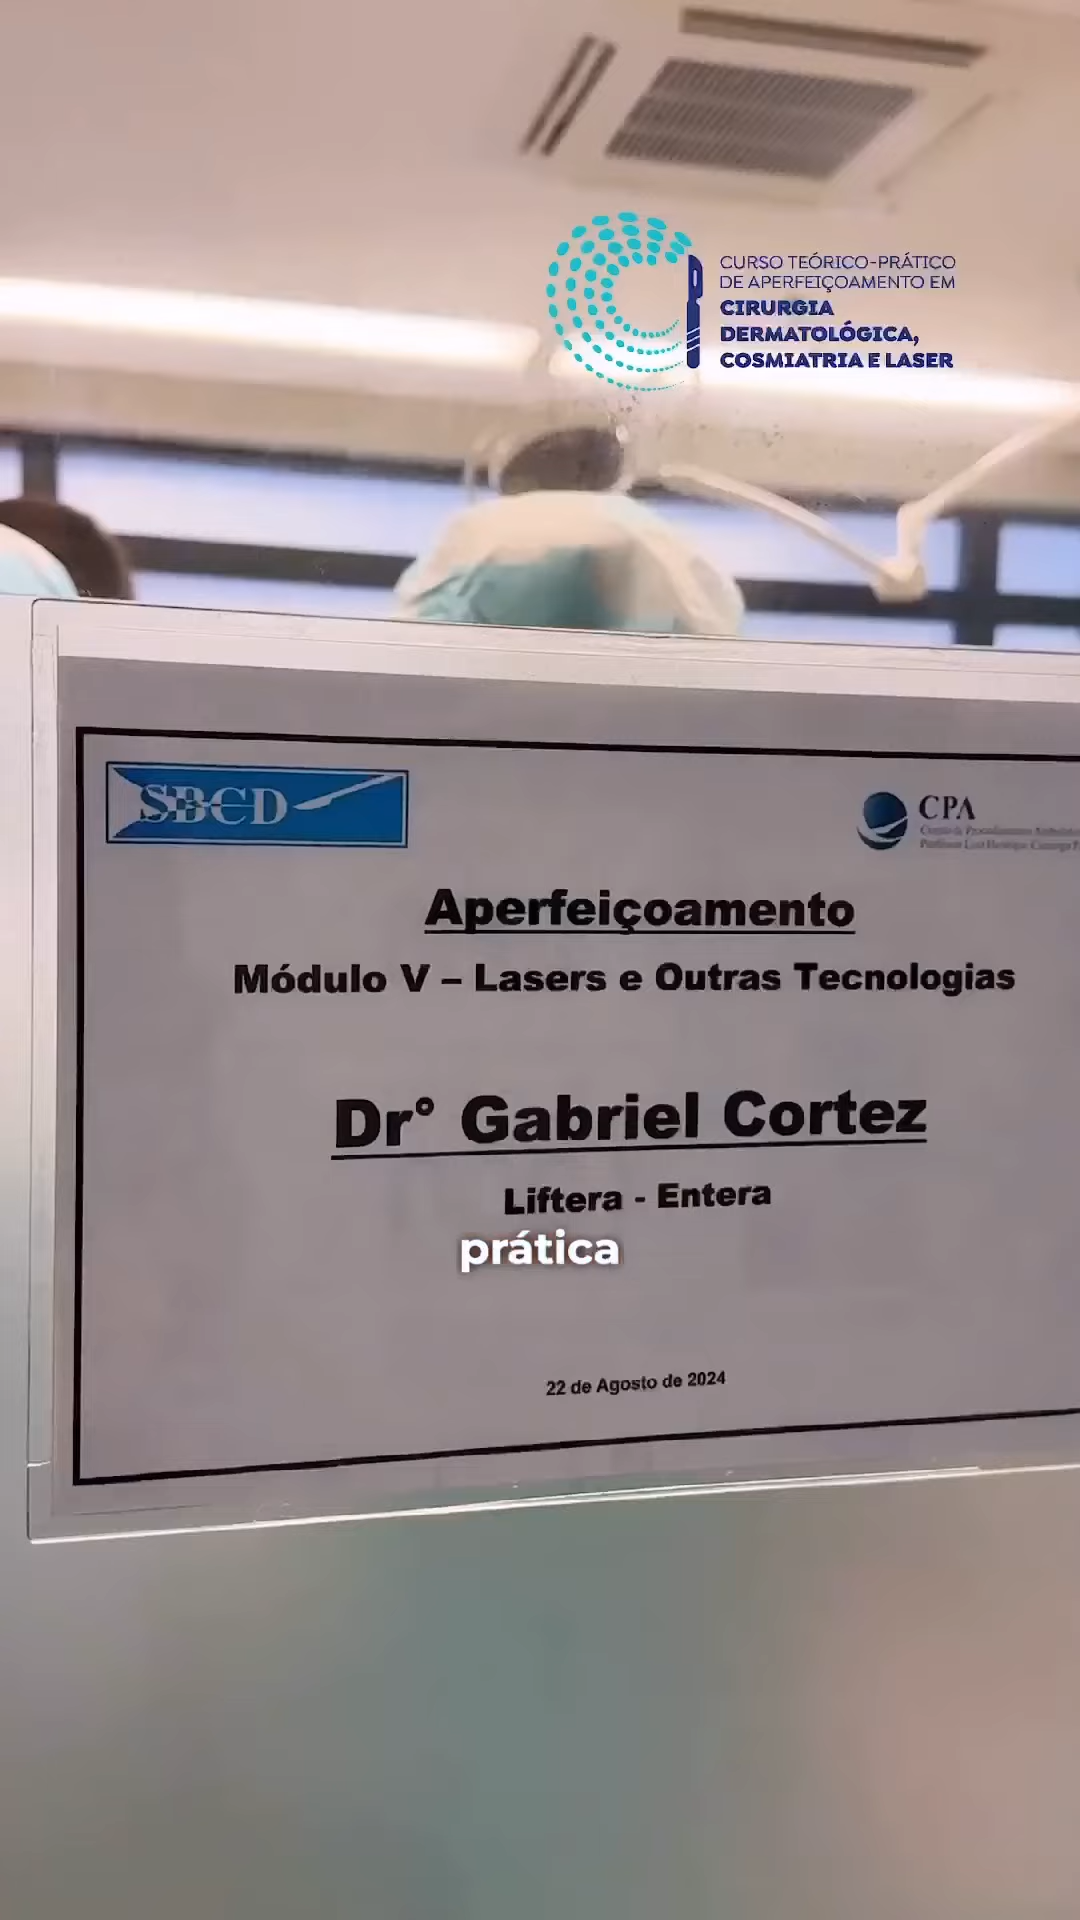 CURSO TEÓRICO-PRÁTICO
DE APERFEIÇOAMENTO EM
CIRURGIA
DERMATOLÓGICA,
COSMIATRIA E LASER
SBCD
CPA
Aperfeiçoamento
Módulo V – Lasers e Outras Tecnologias
Dr° Gabriel Cortez
Liftera - Entera
prática
22 de Agosto de 2024